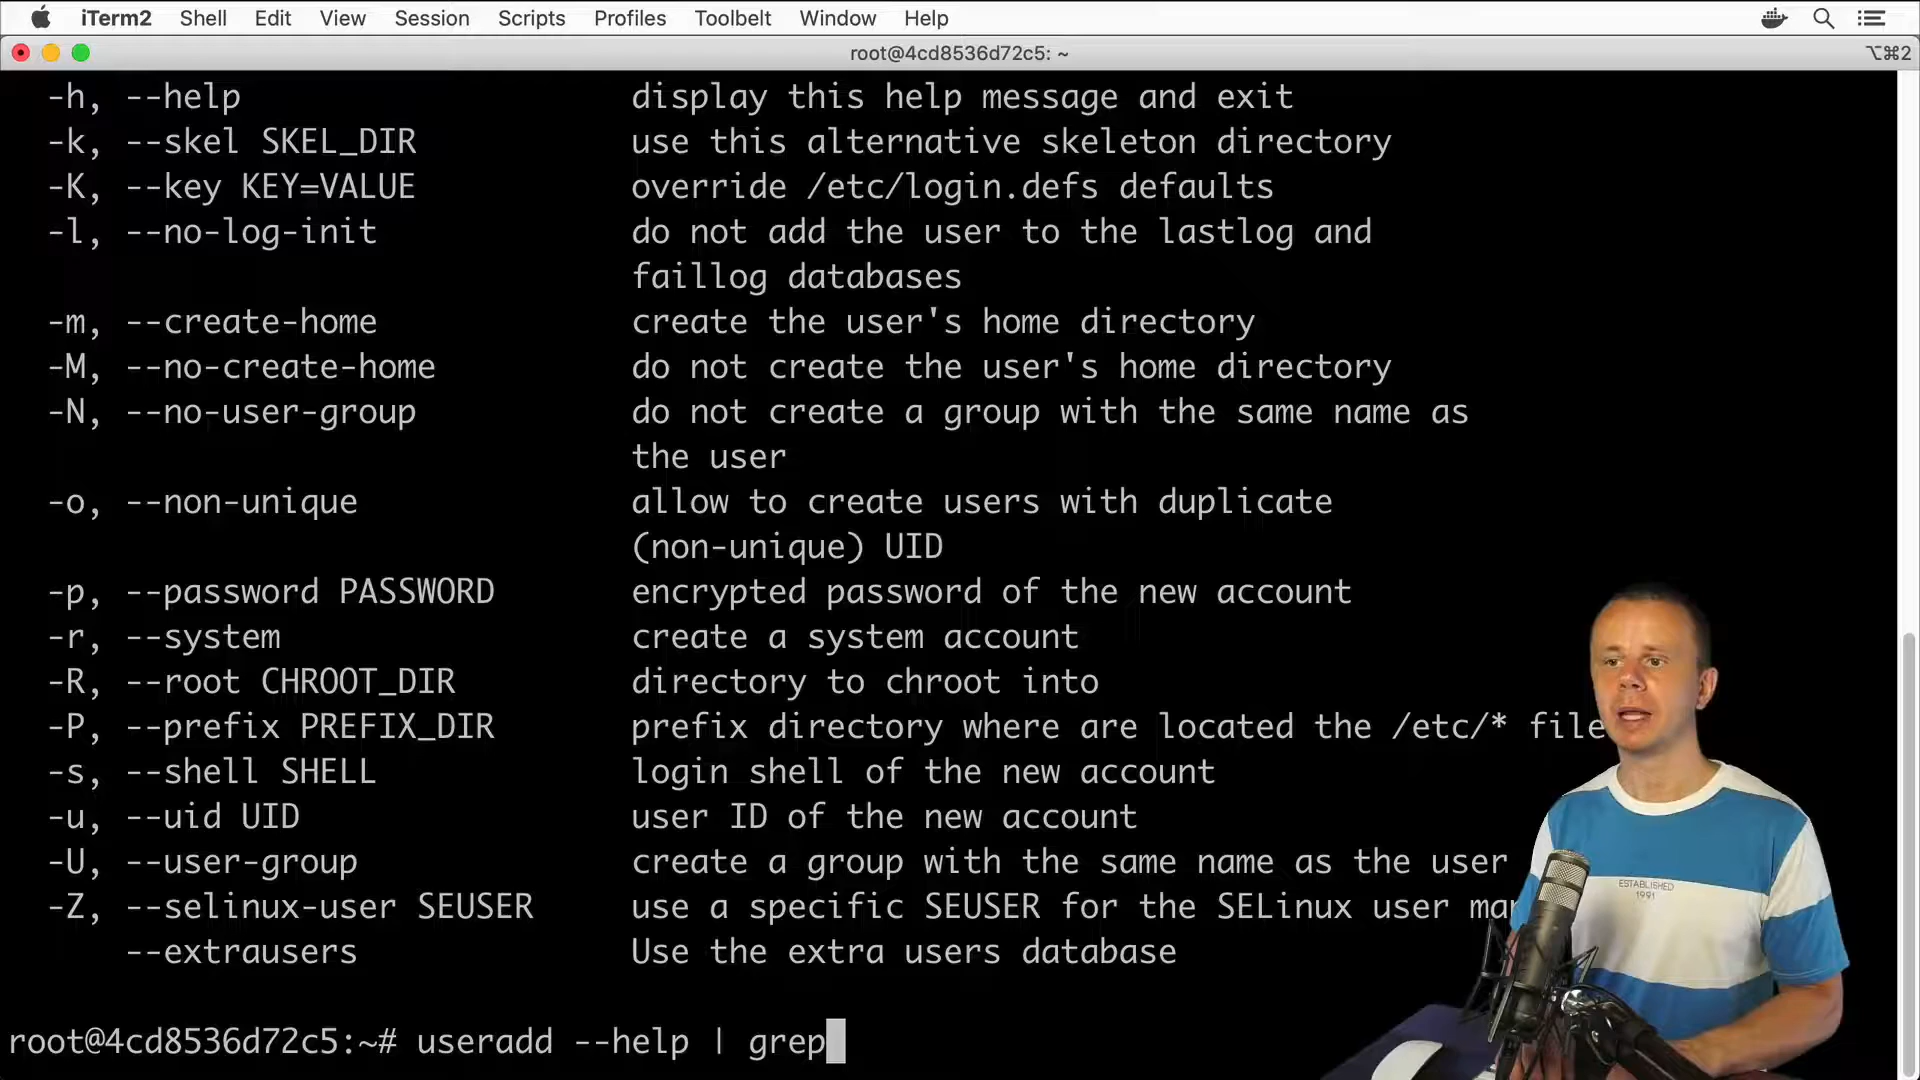 iTerm2 Shell Edit View Session Scripts Profiles Toolbelt Window Help
root@4cd8536d72c5: ~ ⌥⌘2
-h, --help display this help message and exit
-k, --skel SKEL_DIR use this alternative skeleton directory
-K, --key KEY=VALUE override /etc/login.defs defaults
-l, --no-log-init do not add the user to the lastlog and
faillog databases
-m, --create-home create the user's home directory
-M, --no-create-home do not create the user's home directory
-N, --no-user-group do not create a group with the same name as
the user
-o, --non-unique allow to create users with duplicate
(non-unique) UID
-p, --password PASSWORD encrypted password of the new account
-r, --system create a system account
-R, --root CHROOT_DIR directory to chroot into
-P, --prefix PREFIX_DIR prefix directory where are located the /etc/* file
-s, --shell SHELL login shell of the new account
-u, --uid UID user ID of the new account
-U, --user-group create a group with the same name as the user
-Z, --selinux-user SEUSER use a specific SEUSER for the SELinux user
--extrausers Use the extra users database
root@4cd8536d72c5:~# useradd --help | grep
ESTABLISHED
1991